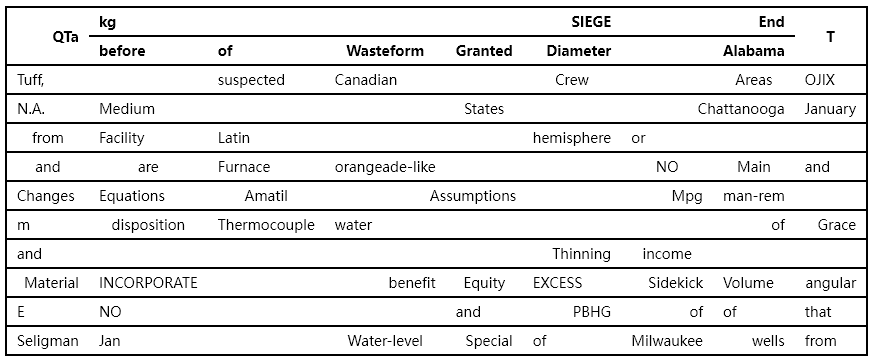 QTa kg SIEGE End T
before of Wasteform Granted Diameter Alabama
Tuff, suspected Canadian Crew Areas OJIX
N.A. Medium States Chattanooga January
from Facility Latin hemisphere or
and are Furnace orangeade-like NO Main and
Changes Equations Amatil Assumptions Mpg man-rem
m disposition Thermocouple water of Grace
and Thinning income
Material INCORPORATE benefit Equity EXCESS Sidekick Volume angular
E NO and PBHG of of that
Seligman Jan Water-level Special of Milwaukee wells from